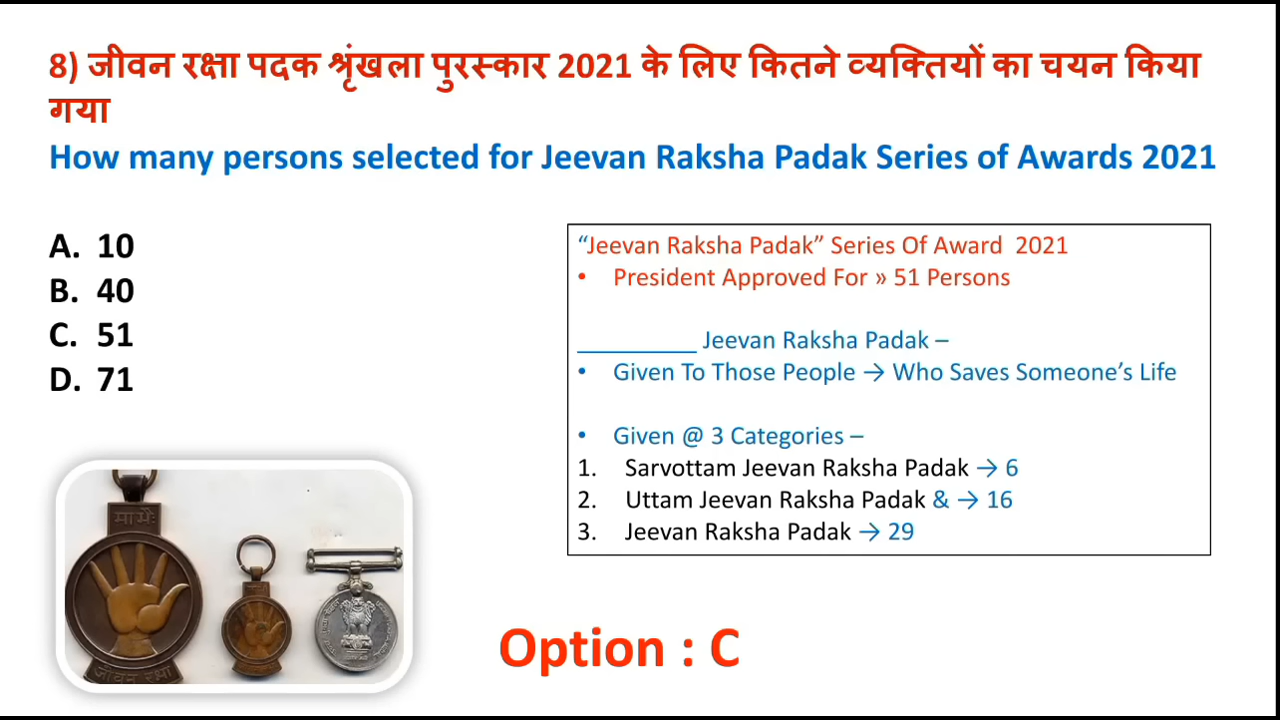 8) जीवन रक्षा पदक श्रृंखला पुरस्कार 2021 के लिए कितने व्यक्तियों का चयन किया
गया
How many persons selected for Jeevan Raksha Padak Series of Awards 2021
A. 10
B. 40
C. 51
D. 71
“Jeevan Raksha Padak” Series Of Award 2021
• President Approved For » 51 Persons
__________ Jeevan Raksha Padak –
• Given To Those People → Who Saves Someone’s Life
• Given @ 3 Categories –
1. Sarvottam Jeevan Raksha Padak → 6
2. Uttam Jeevan Raksha Padak & → 16
3. Jeevan Raksha Padak → 29
मा भैः
जीवन रक्षा
Option : C